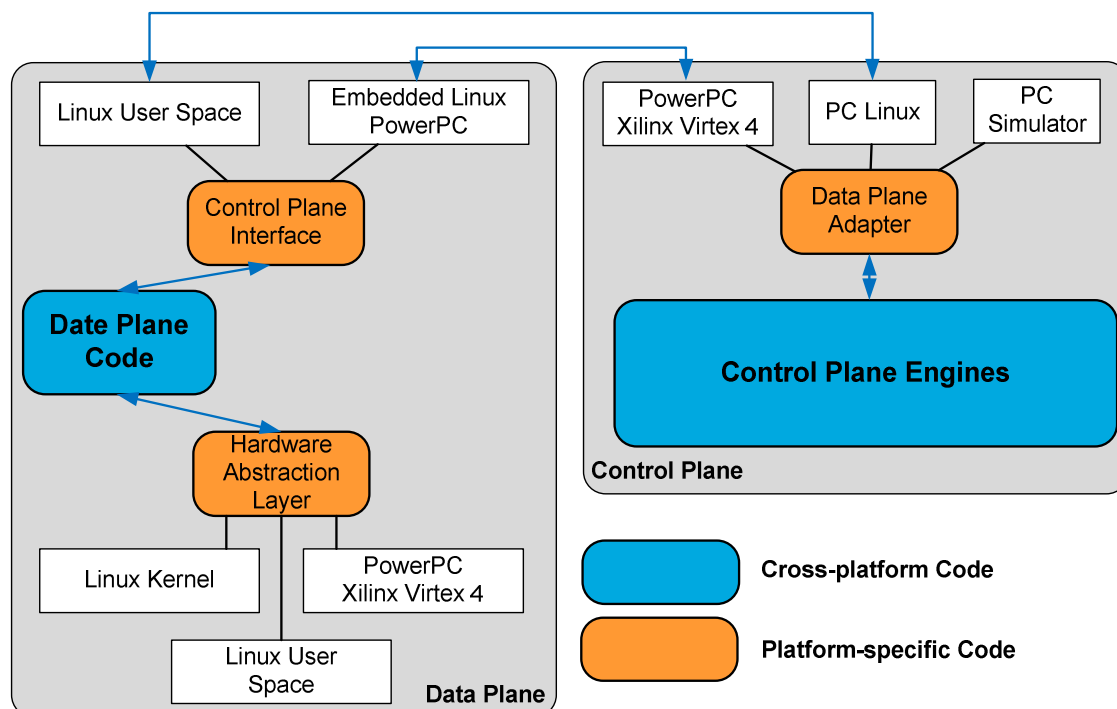 Linux User Space
Embedded Linux
PowerPC
Control Plane
Interface
Date Plane
Code
Hardware
Abstraction
Layer
Linux Kernel
PowerPC
Xilinx Virtex 4
Linux User
Space
Data Plane
PowerPC
Xilinx Virtex 4
PC Linux
PC
Simulator
Data Plane
Adapter
Control Plane Engines
Control Plane
Cross-platform Code
Platform-specific Code